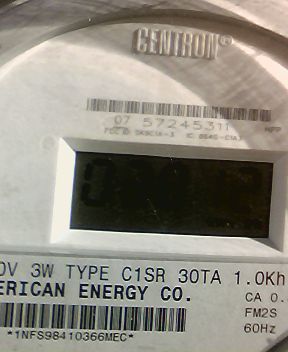 CENTRON®
07 57245311
0V 3W TYPE C1SR 30TA 1.0Kh
ERICAN ENERGY CO.
CA 0.
FM2S
*1NFS98410366MEC*
60Hz